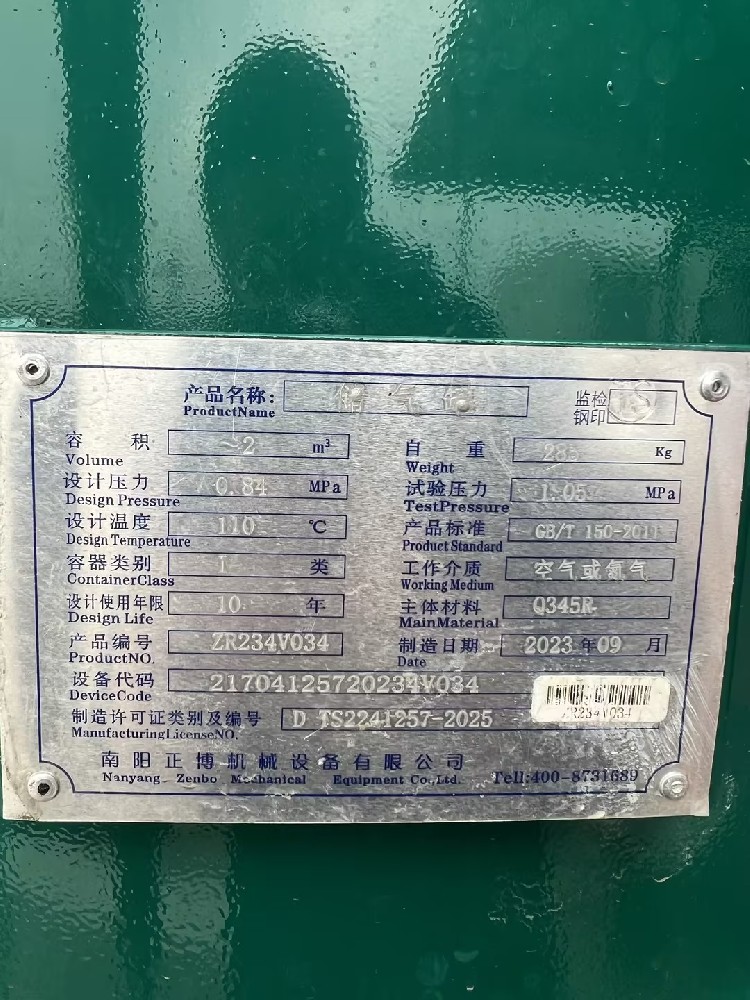 产品名称: 储气罐
ProductName
监检
钢印
容 积 2 m³
Volume
自 重 Kg
Weight
设计压力 0.84 MPa
Design Pressure
试验压力 1.05 MPa
TestPressure
设计温度 110 ℃
Design Temperature
产品标准 GB/T 150-2011
Product Standard
容器类别 1 类
ContainerClass
工作介质 空气或氮气
Working Medium
设计使用年限 10 年
Design Life
主体材料 Q345R
MainMaterial
产品编号 ZR234V034
ProductNO.
制造日期 2023 年 09 月
Date
设备代码 21704125720234V034
DeviceCode
ZR234V034
制造许可证类别及编号 D TS2241257-2025
ManufacturingLicenseNO.
南阳正博机械设备有限公司
Nanyang Zenbo Mechanical Equipment Co.,Ltd. Tell:400-8731689